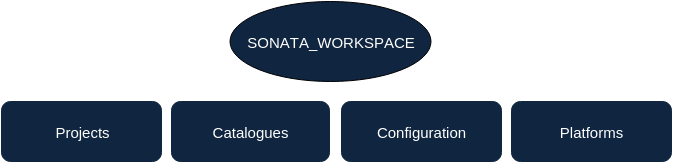 SONATA_WORKSPACE
Projects
Catalogues
Configuration
Platforms